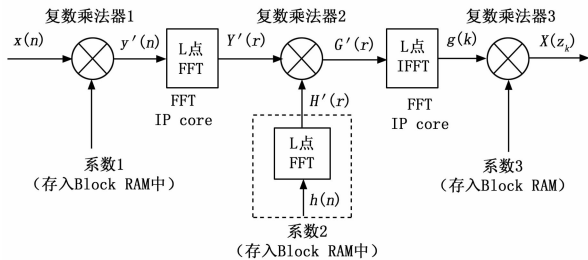 复数乘法器1 复数乘法器2 复数乘法器3
x(n) y′(n) L点 FFT Y′(r) G′(r) L点 IFFT g(k) X(z_k)
FFT IP core H′(r) FFT IP core
L点
FFT
系数1
(存入Block RAM中)
h(n)
系数3
(存入Block RAM)
系数2
(存入Block RAM中)